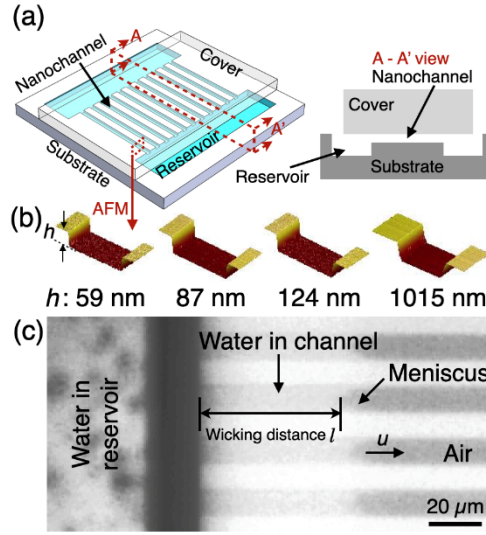 (a)
A
Nanochannel
Cover
A'
Reservoir
Substrate
AFM
A - A' view
Nanochannel
Cover
Reservoir
Substrate
(b)
h
h: 59 nm
87 nm
124 nm
1015 nm
(c)
Water in
reservoir
Water in channel
Meniscus
Wicking distance l
u
Air
20 μm